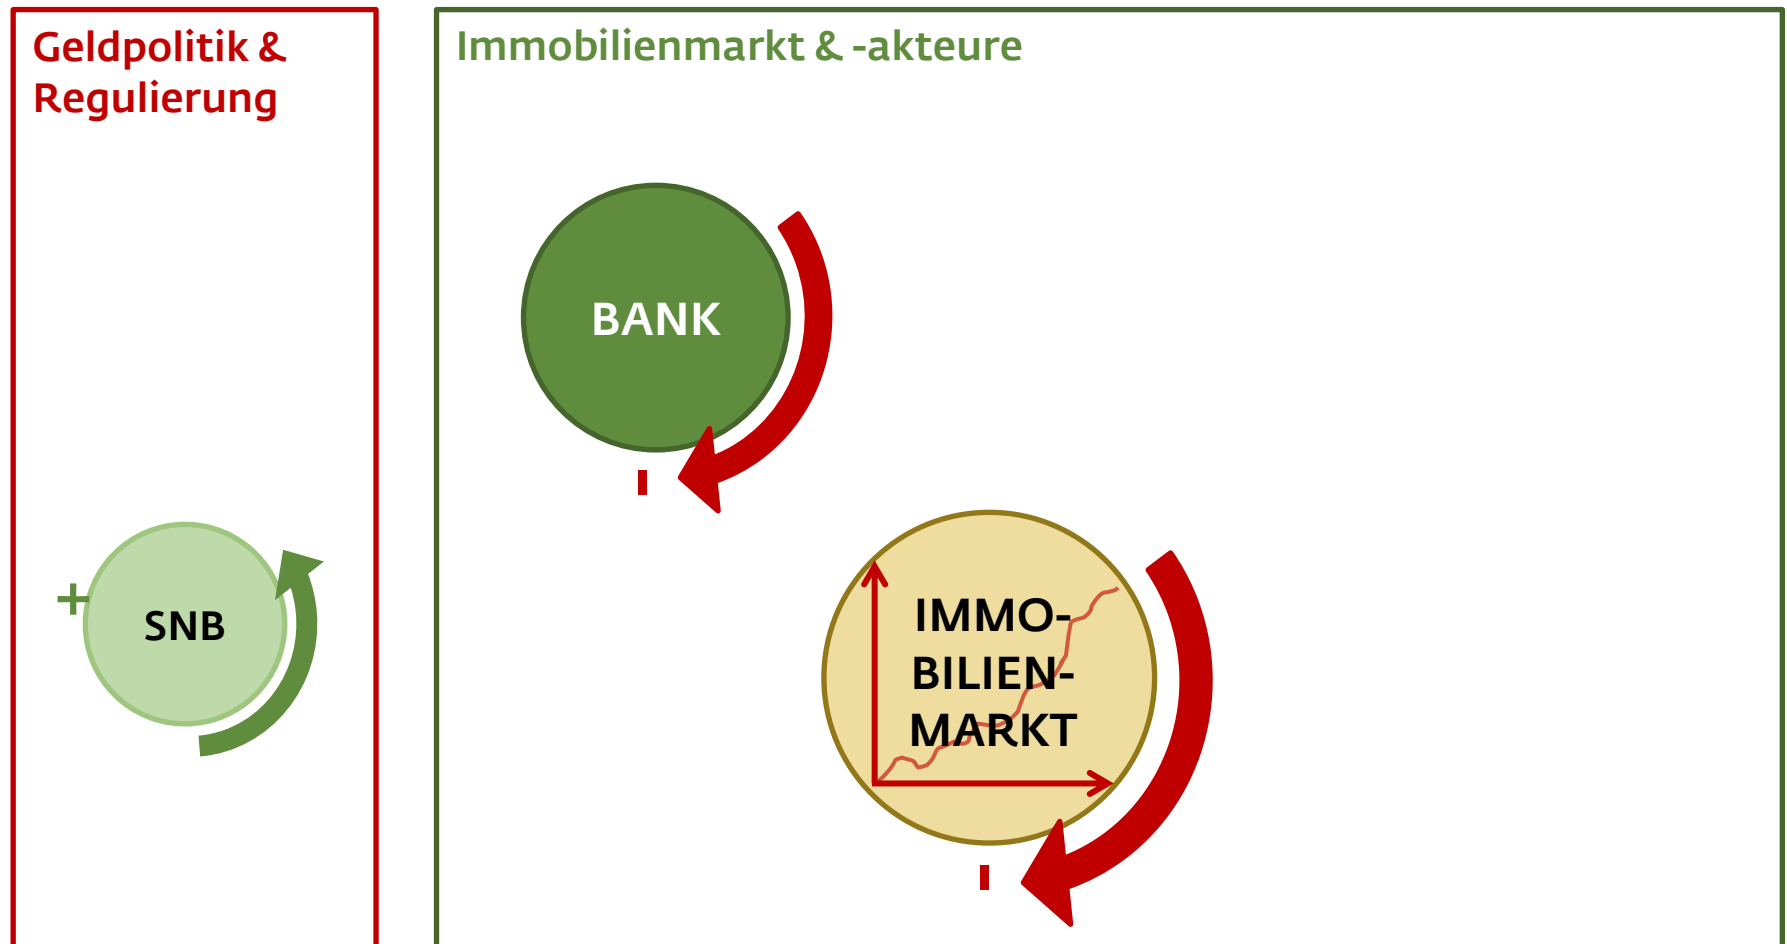 Geldpolitik &
Regulierung
Immobilienmarkt & -akteure
BANK
+
SNB
IMMO-
BILIEN-
MARKT